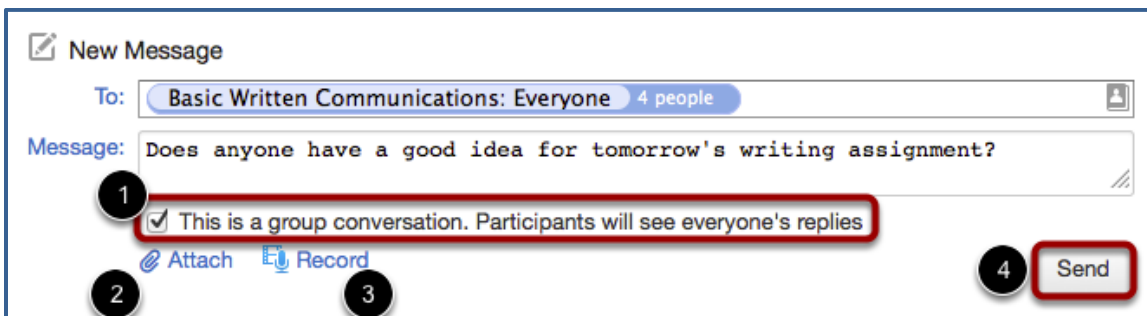 New Message
To: Basic Written Communications: Everyone 4 people
Message: Does anyone have a good idea for tomorrow's writing assignment?
1
This is a group conversation. Participants will see everyone's replies
Attach Record
2 3 4 Send